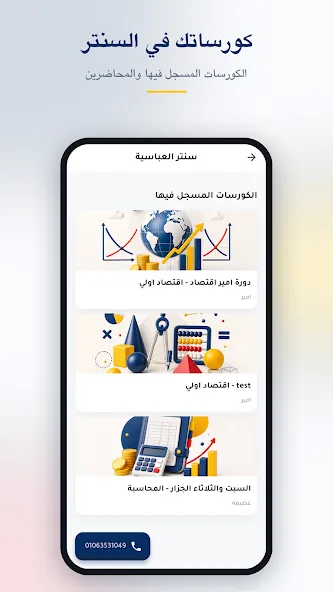 كورساتك في السنتر
الكورسات المسجل فيها والمحاضرين
سنتر العباسية
الكورسات المسجل فيها
دورة امير اقتصاد - اقتصاد اولي
امير
test - اقتصاد اولي
امير
السبت والثلاثاء الجزار - المحاسبة
عظيمه
01063531049